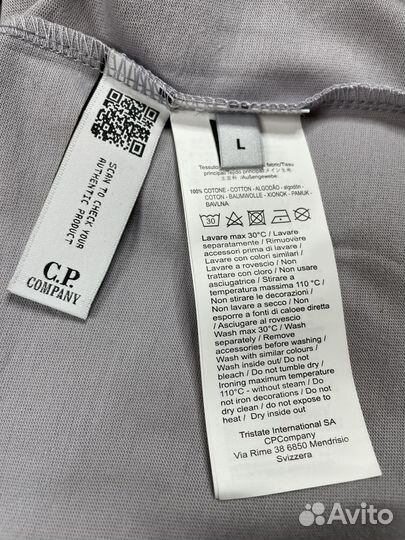 SCAN TO CHECK YOUR
AUTHENTIC PRODUCT
C.P.
COMPANY
L
100% COTONE - COTTON - ALGODÃO - algodón
- COTON - BAUMWOLLE - XIONOK - PAMUK -
BAVLNA
30
Lavare max 30°C / Lavare
separatamente / Rimuovere
accessori prima di lavare /
Lavare con colori similari /
Lavare al rovescio / Non
trattare con cloro / Non usare
asciugatrice / Stirare a
temperatura massima 110 °C /
Non stirare le decorazioni /
Non lavare a secco / Non
esporre a fonti di caloee diretta
/ Asciugare al rovescio
Wash max 30°C / Wash
separately / Remove
accessories before washing /
Wash with similar colours /
Wash inside out/ Do not
bleach / Do not tumble dry /
Ironing maximum temperature
110°C - without steam / Do
not iron decorations / Do not
dry clean / do not expose to
heat / Dry inside out
Tristate International SA
CPCompany
Via Rime 38 6850 Mendrisio
Svizzera
Avito